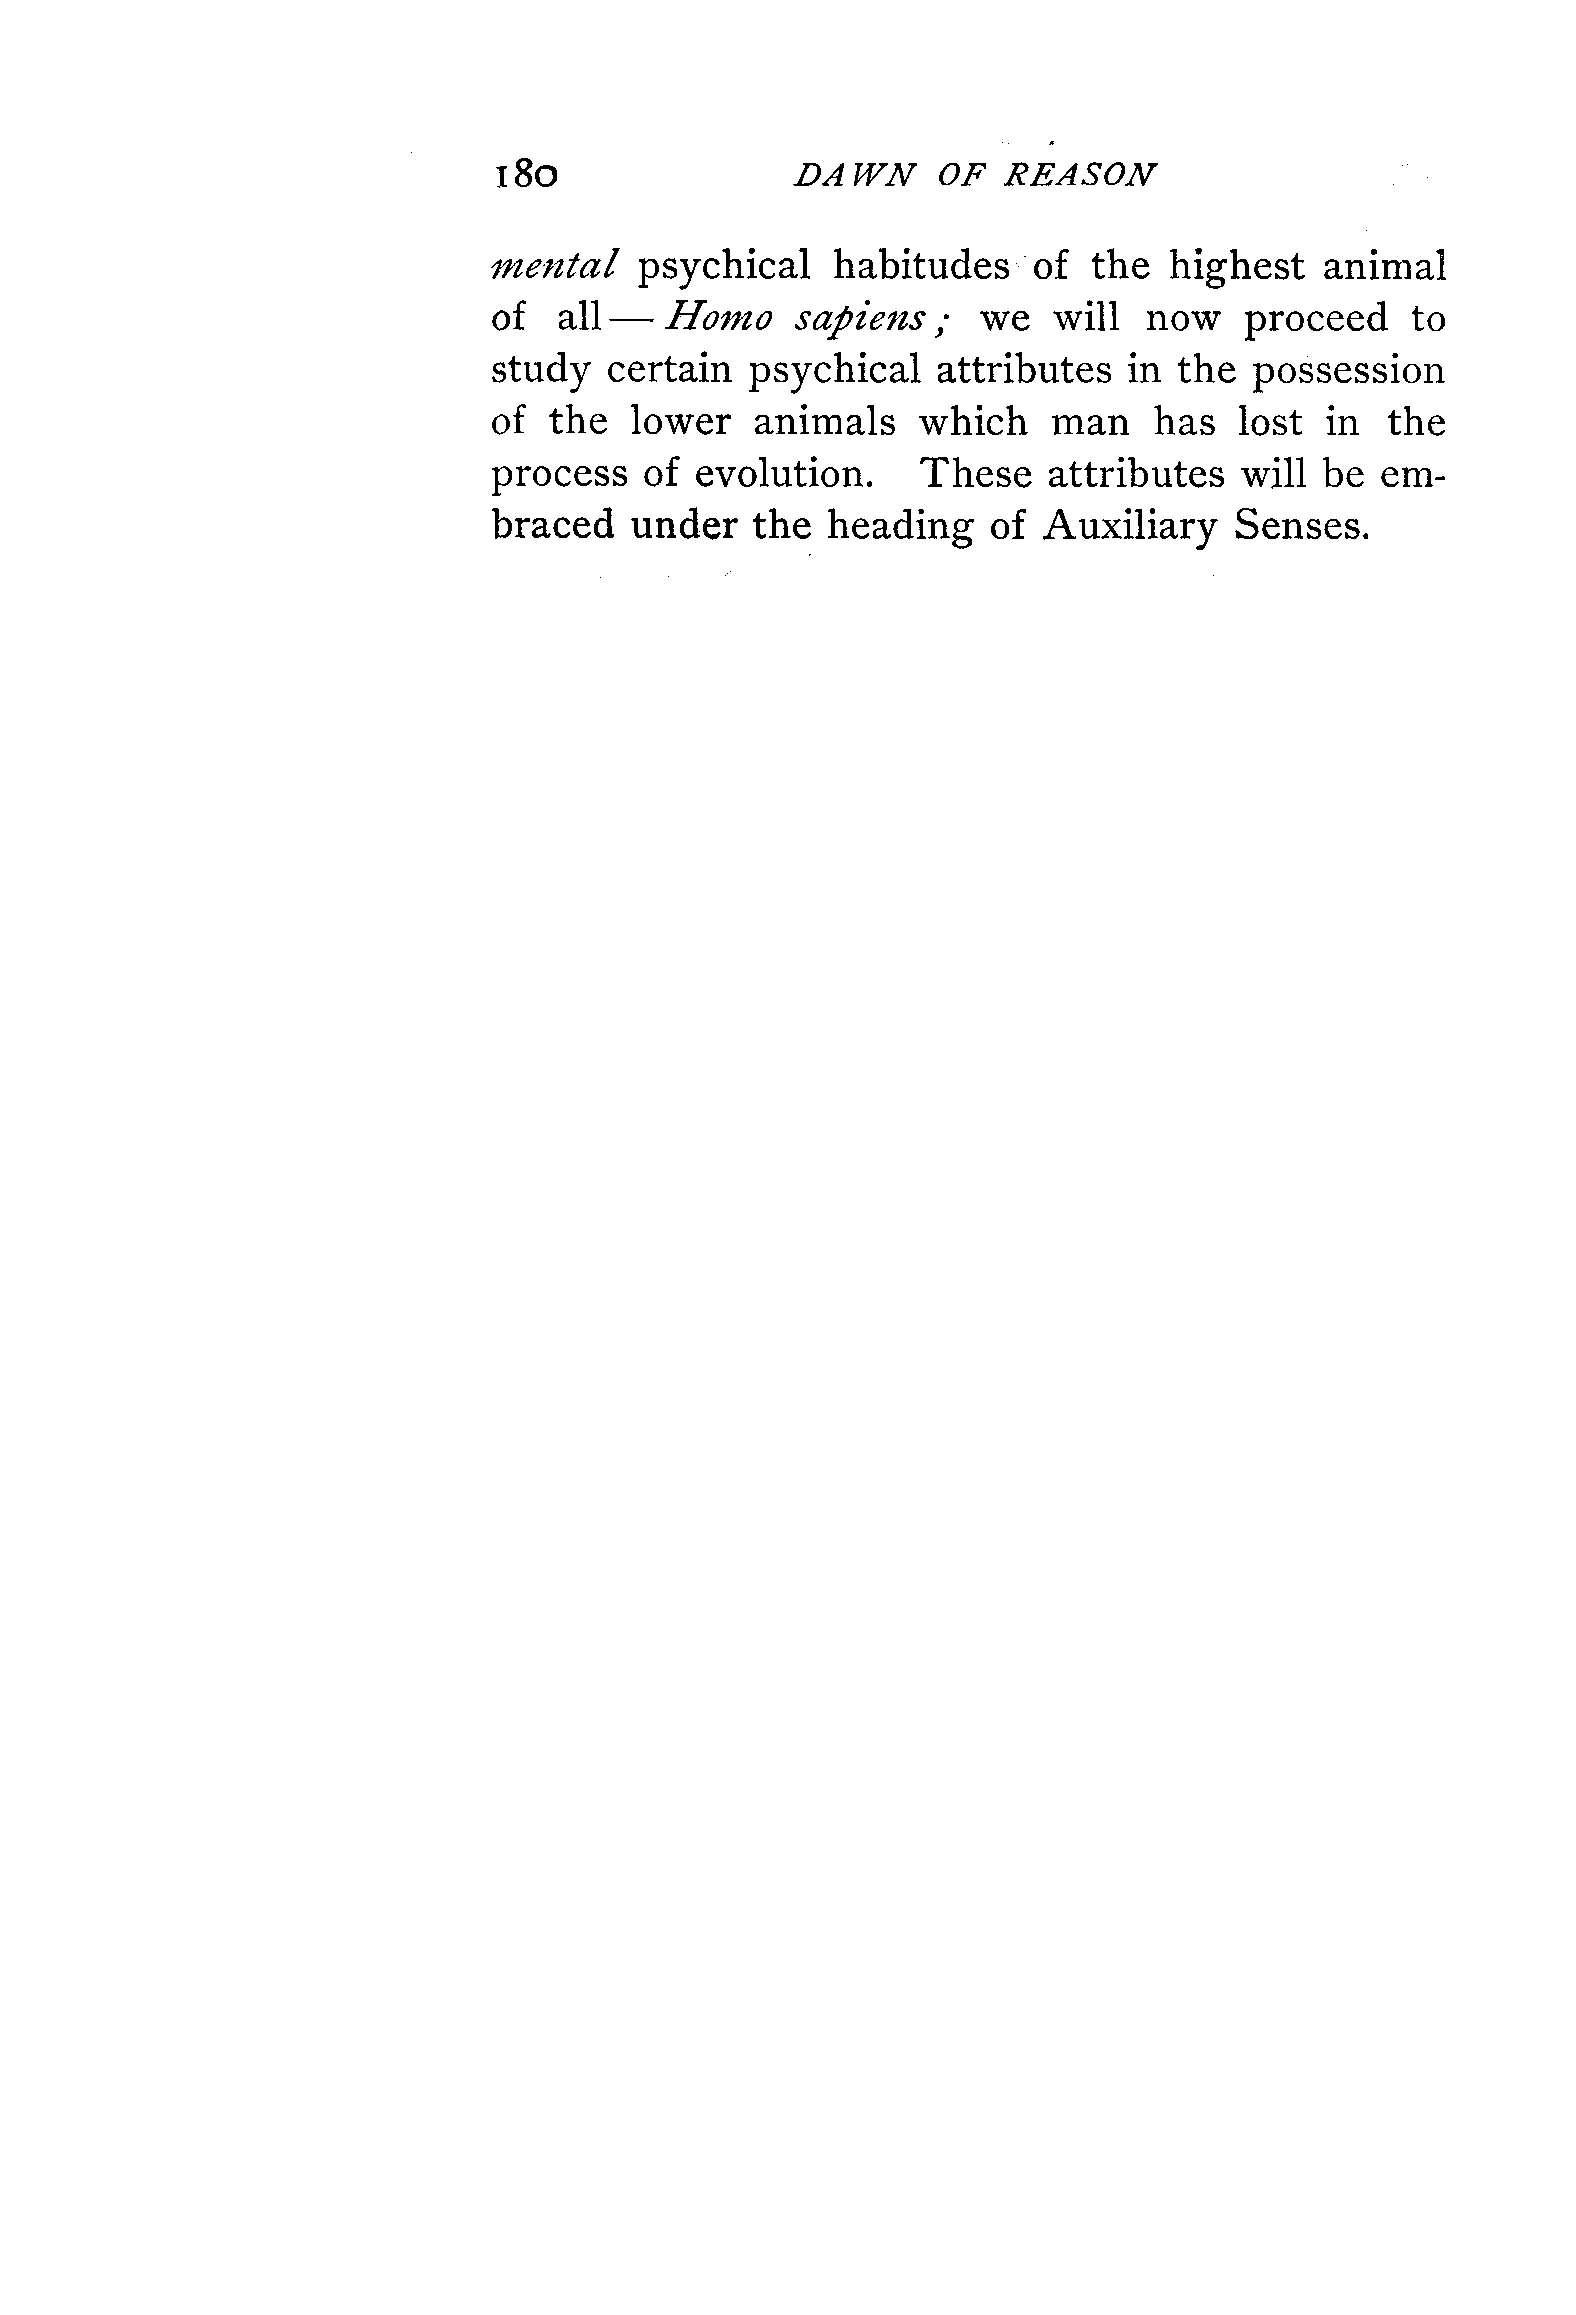 180 DAWN OF REASON
mental psychical habitudes of the highest animal
of all—Homo sapiens; we will now proceed to
study certain psychical attributes in the possession
of the lower animals which man has lost in the
process of evolution. These attributes will be em-
braced under the heading of Auxiliary Senses.